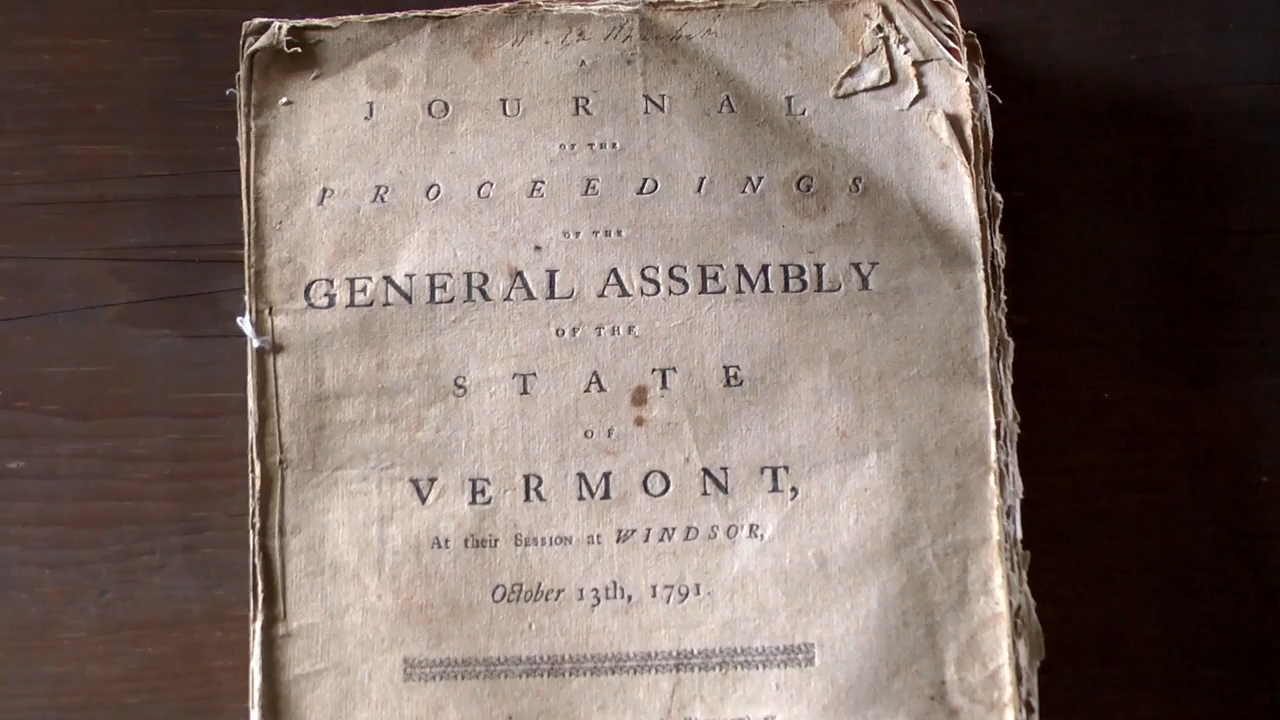 A
JOURNAL
OF THE
PROCEEDINGS
OF THE
GENERAL ASSEMBLY
OF THE
STATE
OF
VERMONT,
At their SESSION at WINDSOR,
October 13th, 1791.